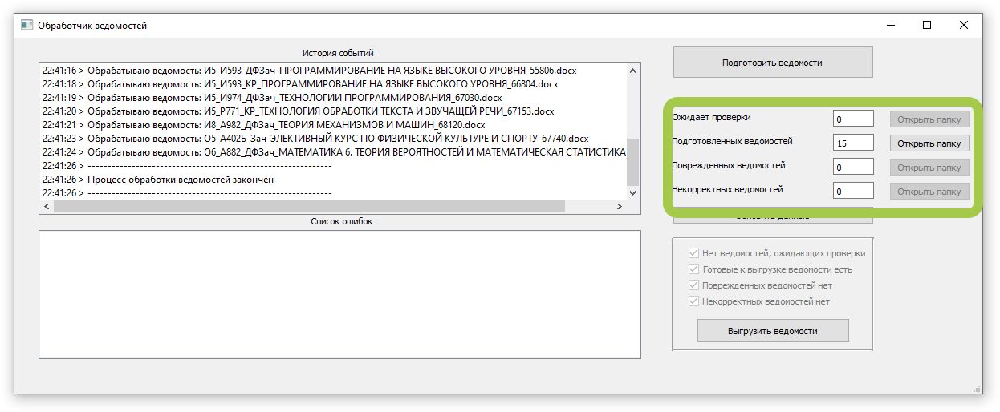 Обработчик ведомостей
История событий
22:41:16 > Обрабатываю ведомость: И5_И593_ДФЗач_ПРОГРАММИРОВАНИЕ НА ЯЗЫКЕ ВЫСОКОГО УРОВНЯ_55806.docx
22:41:18 > Обрабатываю ведомость: И5_И593_КР_ПРОГРАММИРОВАНИЕ НА ЯЗЫКЕ ВЫСОКОГО УРОВНЯ_66804.docx
22:41:19 > Обрабатываю ведомость: И5_И974_ДФЗач_ТЕХНОЛОГИИ ПРОГРАММИРОВАНИЯ_67030.docx
22:41:20 > Обрабатываю ведомость: И5_Р771_КР_ТЕХНОЛОГИЯ ОБРАБОТКИ ТЕКСТА И ЗВУЧАЩЕЙ РЕЧИ_67153.docx
22:41:21 > Обрабатываю ведомость: И8_А982_ДФЗач_ТЕОРИЯ МЕХАНИЗМОВ И МАШИН_68120.docx
22:41:23 > Обрабатываю ведомость: О5_А402Б_Зач_ЭЛЕКТИВНЫЙ КУРС ПО ФИЗИЧЕСКОЙ КУЛЬТУРЕ И СПОРТУ_67740.docx
22:41:24 > Обрабатываю ведомость: О6_А882_ДФЗач_МАТЕМАТИКА 6. ТЕОРИЯ ВЕРОЯТНОСТЕЙ И МАТЕМАТИЧЕСКАЯ СТАТИСТИКА
22:41:26 > -------------------------------------------------------------
22:41:26 > Процесс обработки ведомостей закончен
22:41:26 > -------------------------------------------------------------
Список ошибок
Подготовить ведомости
Ожидает проверки 0 Открыть папку
Подготовленных ведомостей 15 Открыть папку
Поврежденных ведомостей 0 Открыть папку
Некорректных ведомостей 0 Открыть папку
Нет ведомостей, ожидающих проверки
Готовые к выгрузке ведомости есть
Поврежденных ведомостей нет
Некорректных ведомостей нет
Выгрузить ведомости